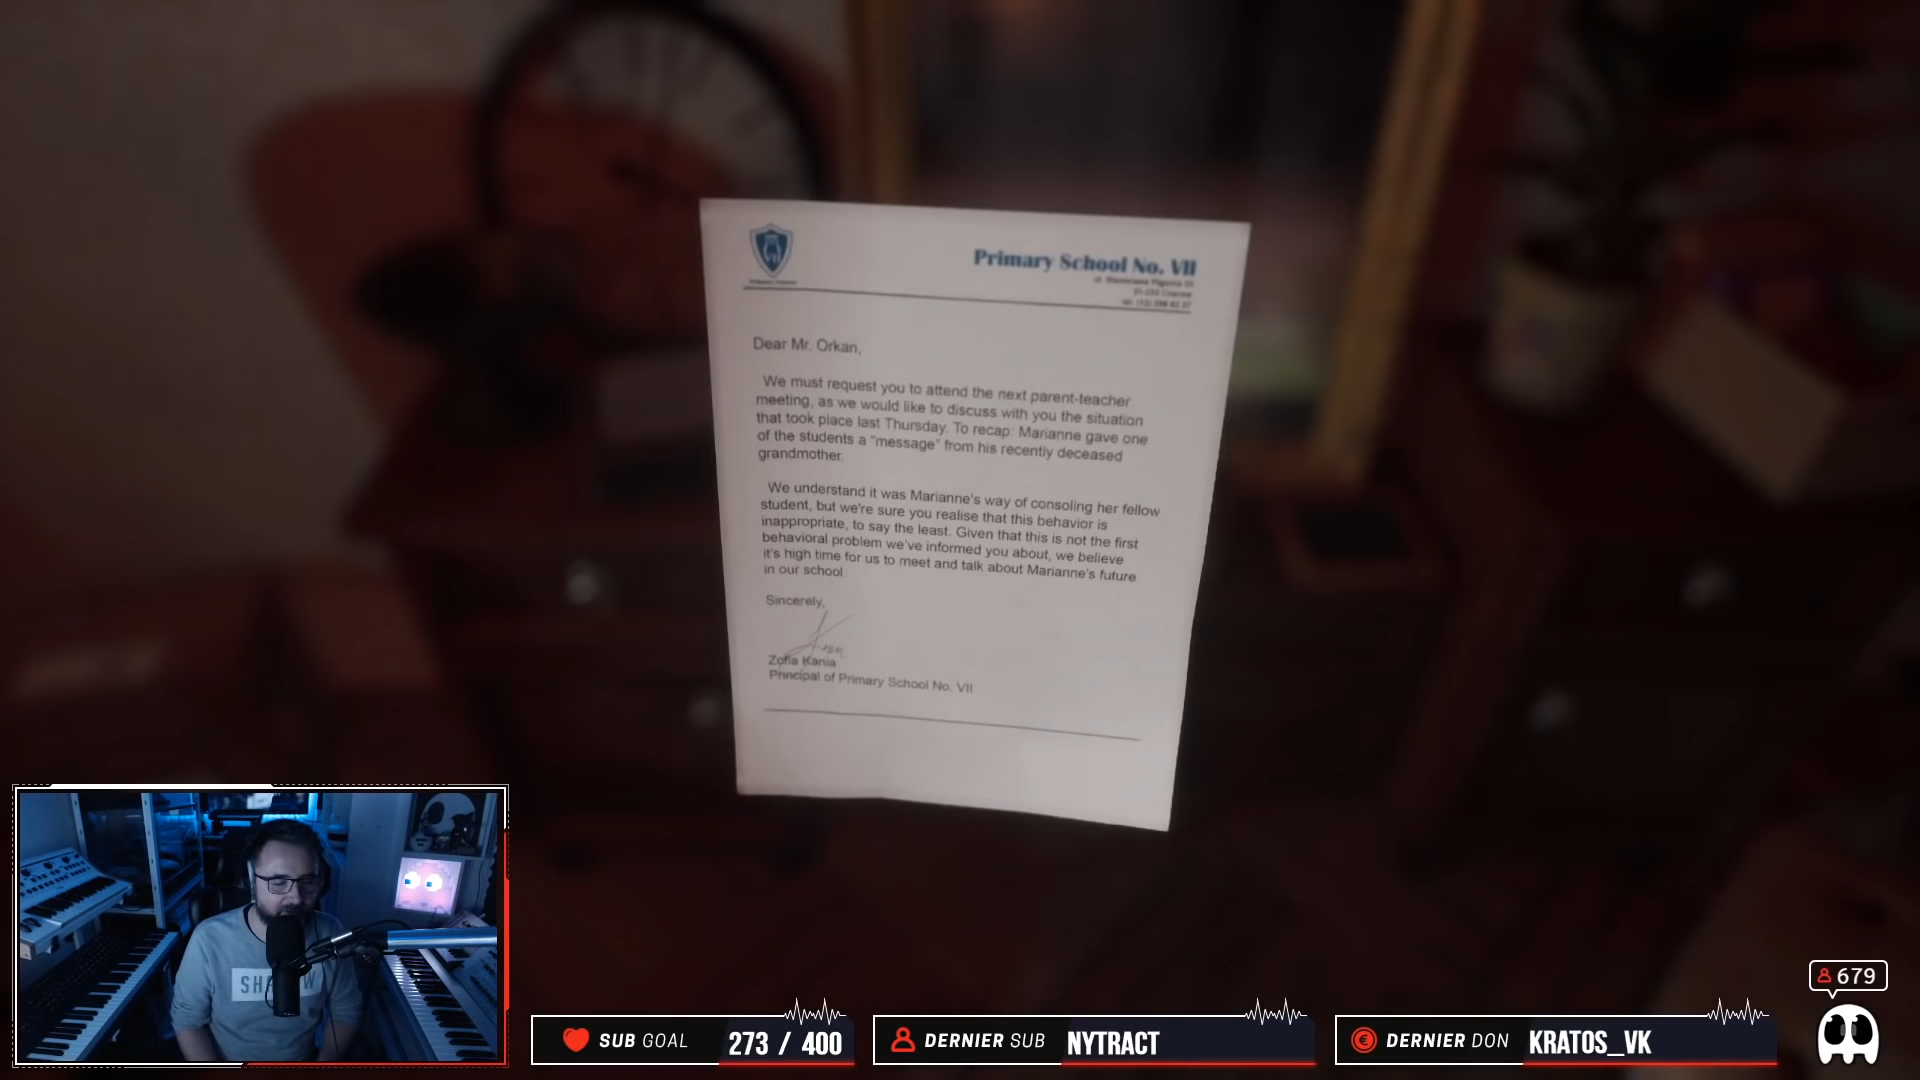 Primary School No. VII
Dear Mr. Orkan,
We must request you to attend the next parent-teacher
meeting, as we would like to discuss with you the situation
that took place last Thursday. To recap: Marianne gave one
of the students a "message" from his recently deceased
grandmother.
We understand it was Marianne's way of consoling her fellow
student, but we're sure you realise that this behavior is
inappropriate, to say the least. Given that this is not the first
behavioral problem we've informed you about, we believe
it's high time for us to meet and talk about Marianne's future
in our school.
Sincerely,
Zofia Kania
Principal of Primary School No. VII
679
SUB GOAL 273 / 400
DERNIER SUB NYTRACT
DERNIER DON KRATOS_VK